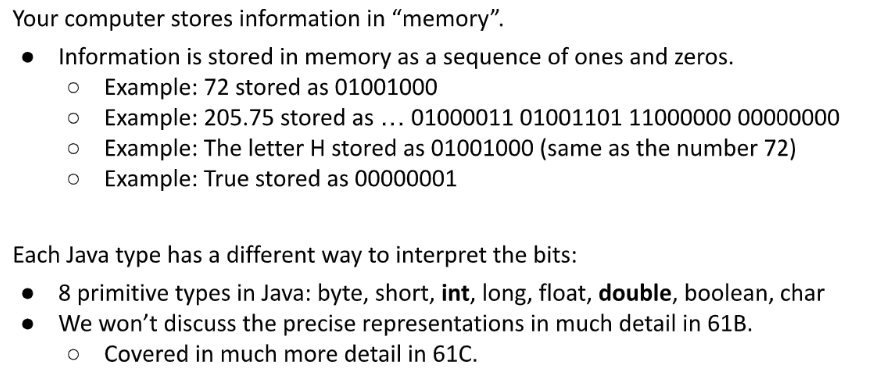 Your computer stores information in “memory”.
● Information is stored in memory as a sequence of ones and zeros.
○ Example: 72 stored as 01001000
○ Example: 205.75 stored as ... 01000011 01001101 11000000 00000000
○ Example: The letter H stored as 01001000 (same as the number 72)
○ Example: True stored as 00000001
Each Java type has a different way to interpret the bits:
● 8 primitive types in Java: byte, short, int, long, float, double, boolean, char
● We won’t discuss the precise representations in much detail in 61B.
○ Covered in much more detail in 61C.